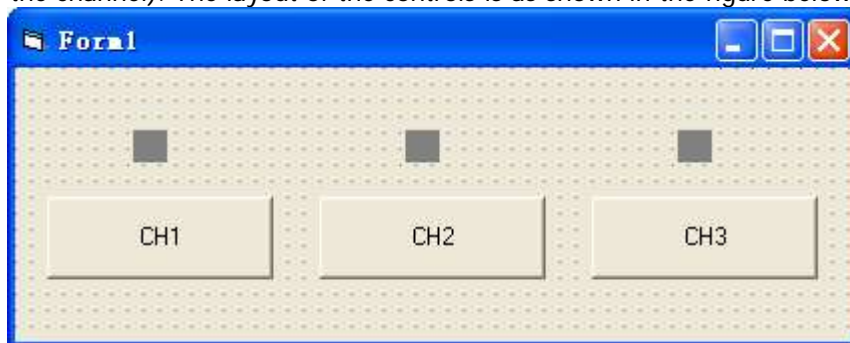 the channel). The layout of the controls is as shown in the figure below
Form1
CH1 CH2 CH3